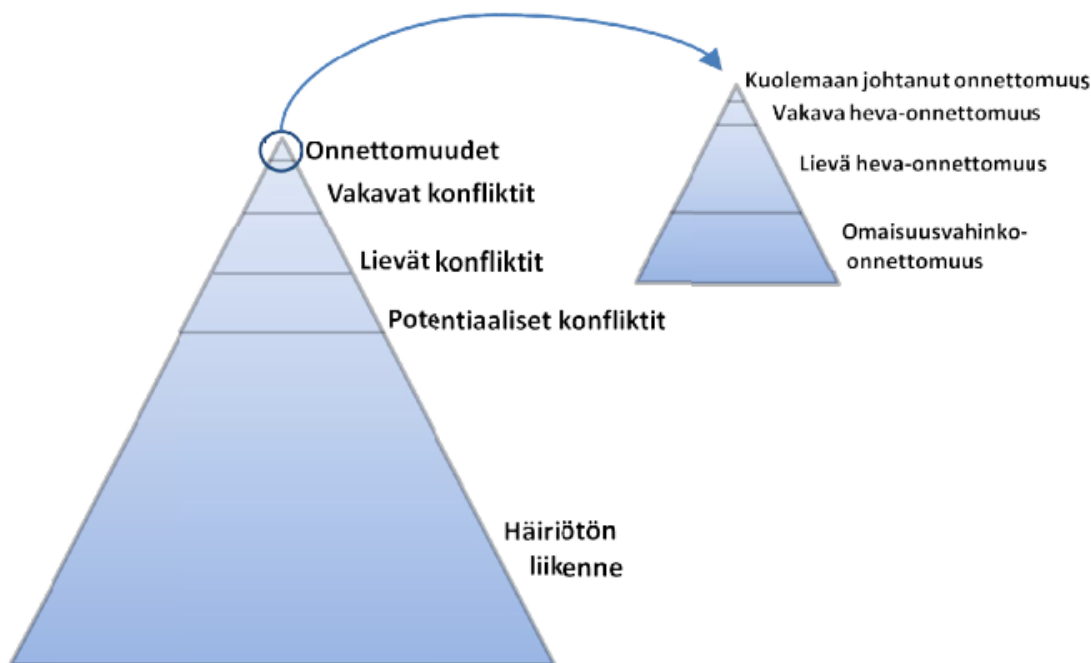 Onnettomuudet
Vakavat konfliktit
Lievät konfliktit
Potentiaaliset konfliktit
Häiriötön
liikenne
Kuolemaan johtanut onnettomuus
Vakava heva-onnettomuus
Lievä heva-onnettomuus
Omaisuusvahinko-
onnettomuus